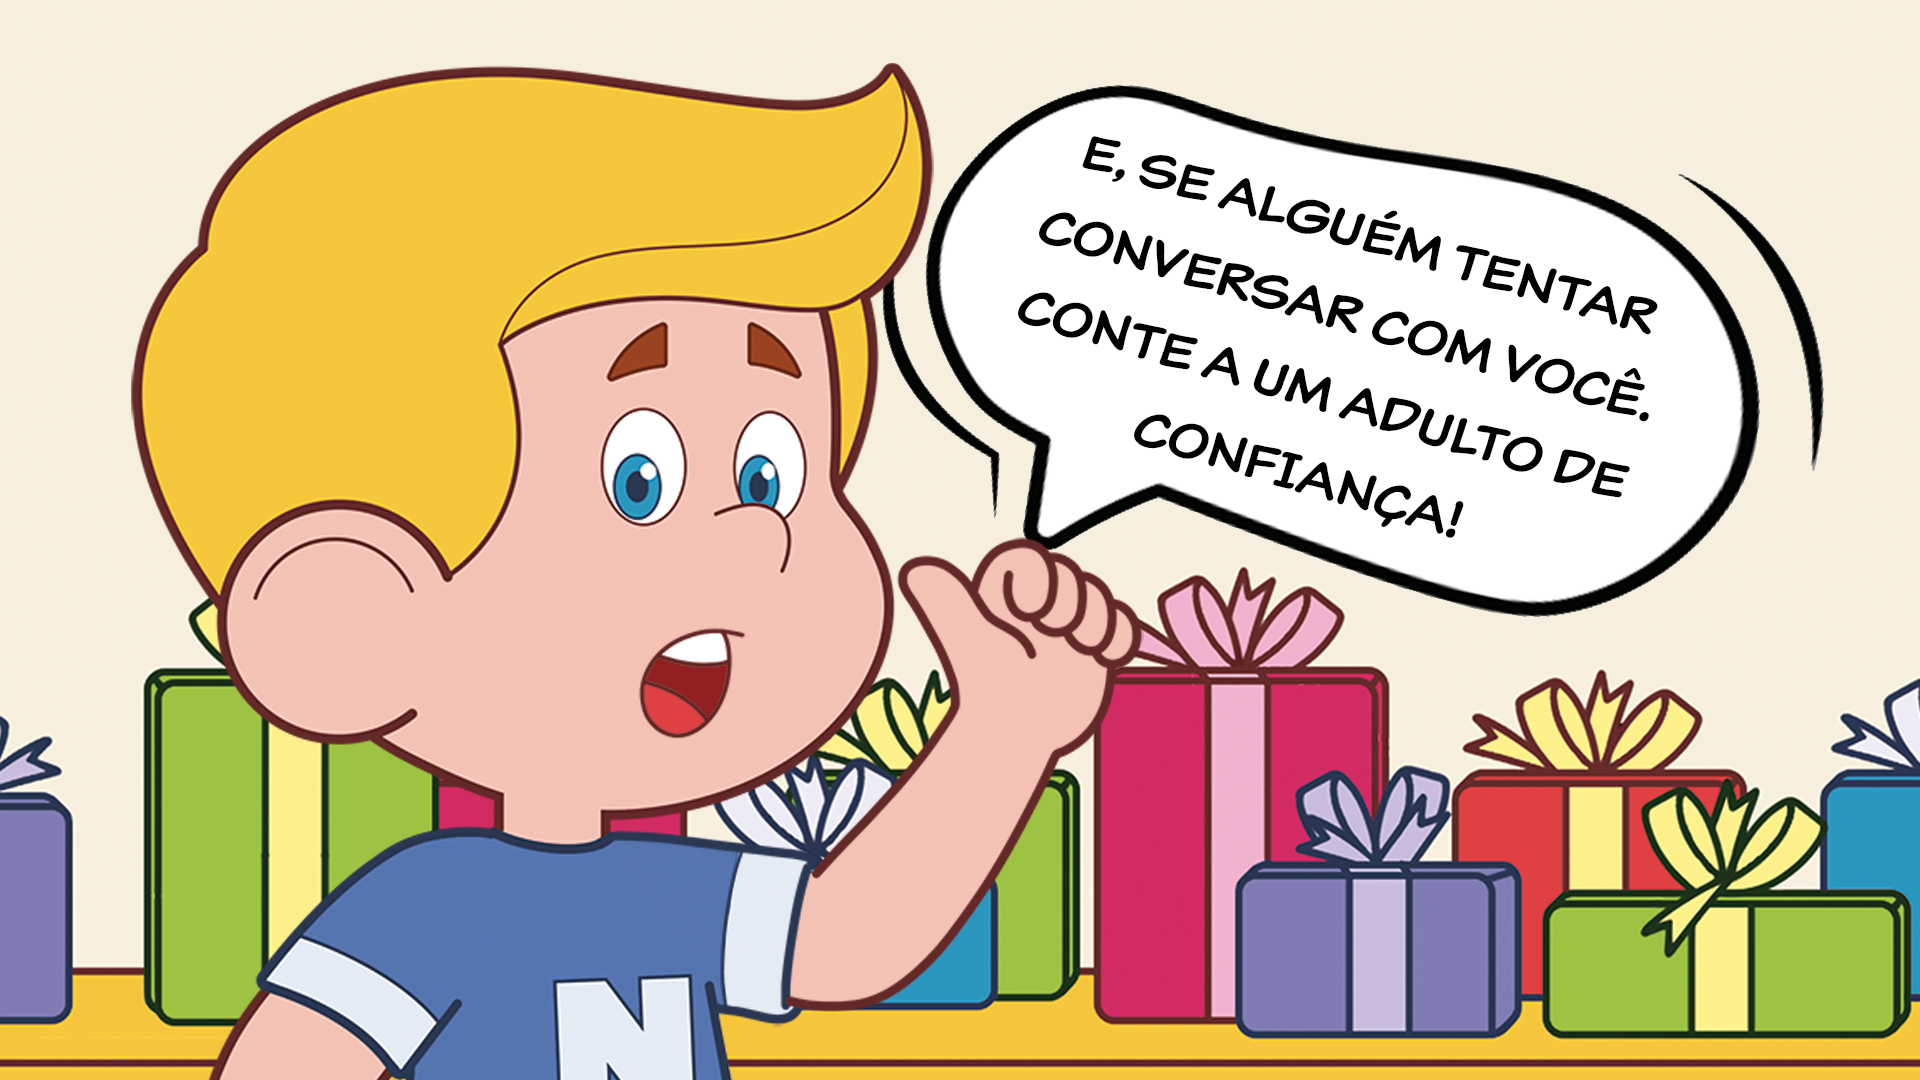 E, SE ALGUÉM TENTAR
CONVERSAR COM VOCÊ.
CONTE A UM ADULTO DE
CONFIANÇA!
N